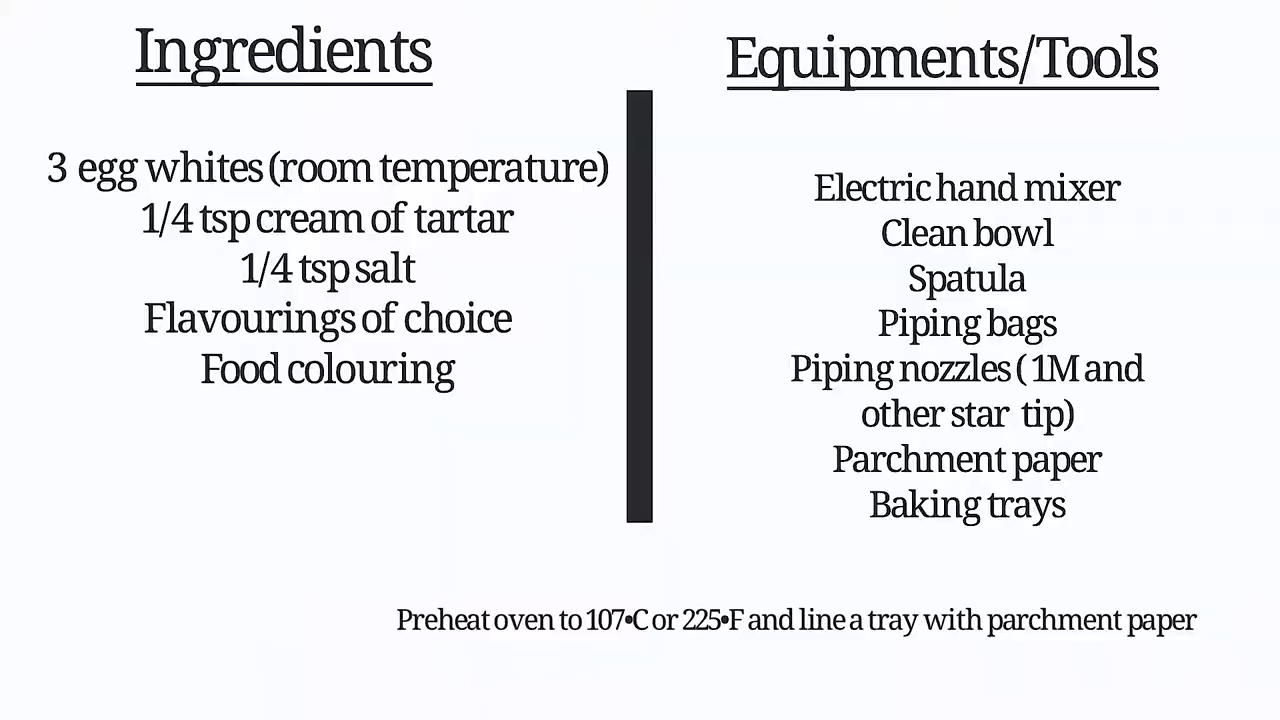 Ingredients
3 egg whites (room temperature)
1/4 tsp cream of tartar
1/4 tsp salt
Flavourings of choice
Food colouring
Equipments/Tools
Electric hand mixer
Clean bowl
Spatula
Piping bags
Piping nozzles ( 1M and
other star tip)
Parchment paper
Baking trays
Preheat oven to 107•C or 225•F and line a tray with parchment paper